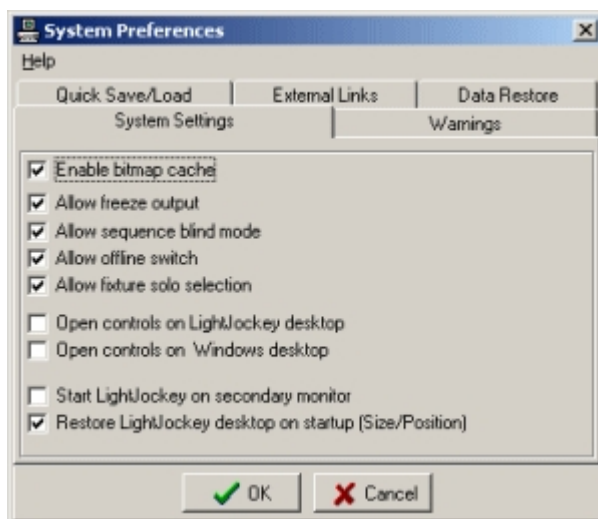 System Preferences
Help
Quick Save/Load External Links Data Restore
System Settings Warnings
Enable bitmap cache
Allow freeze output
Allow sequence blind mode
Allow offline switch
Allow fixture solo selection
Open controls on LightJockey desktop
Open controls on Windows desktop
Start LightJockey on secondary monitor
Restore LightJockey desktop on startup (Size/Position)
OK Cancel